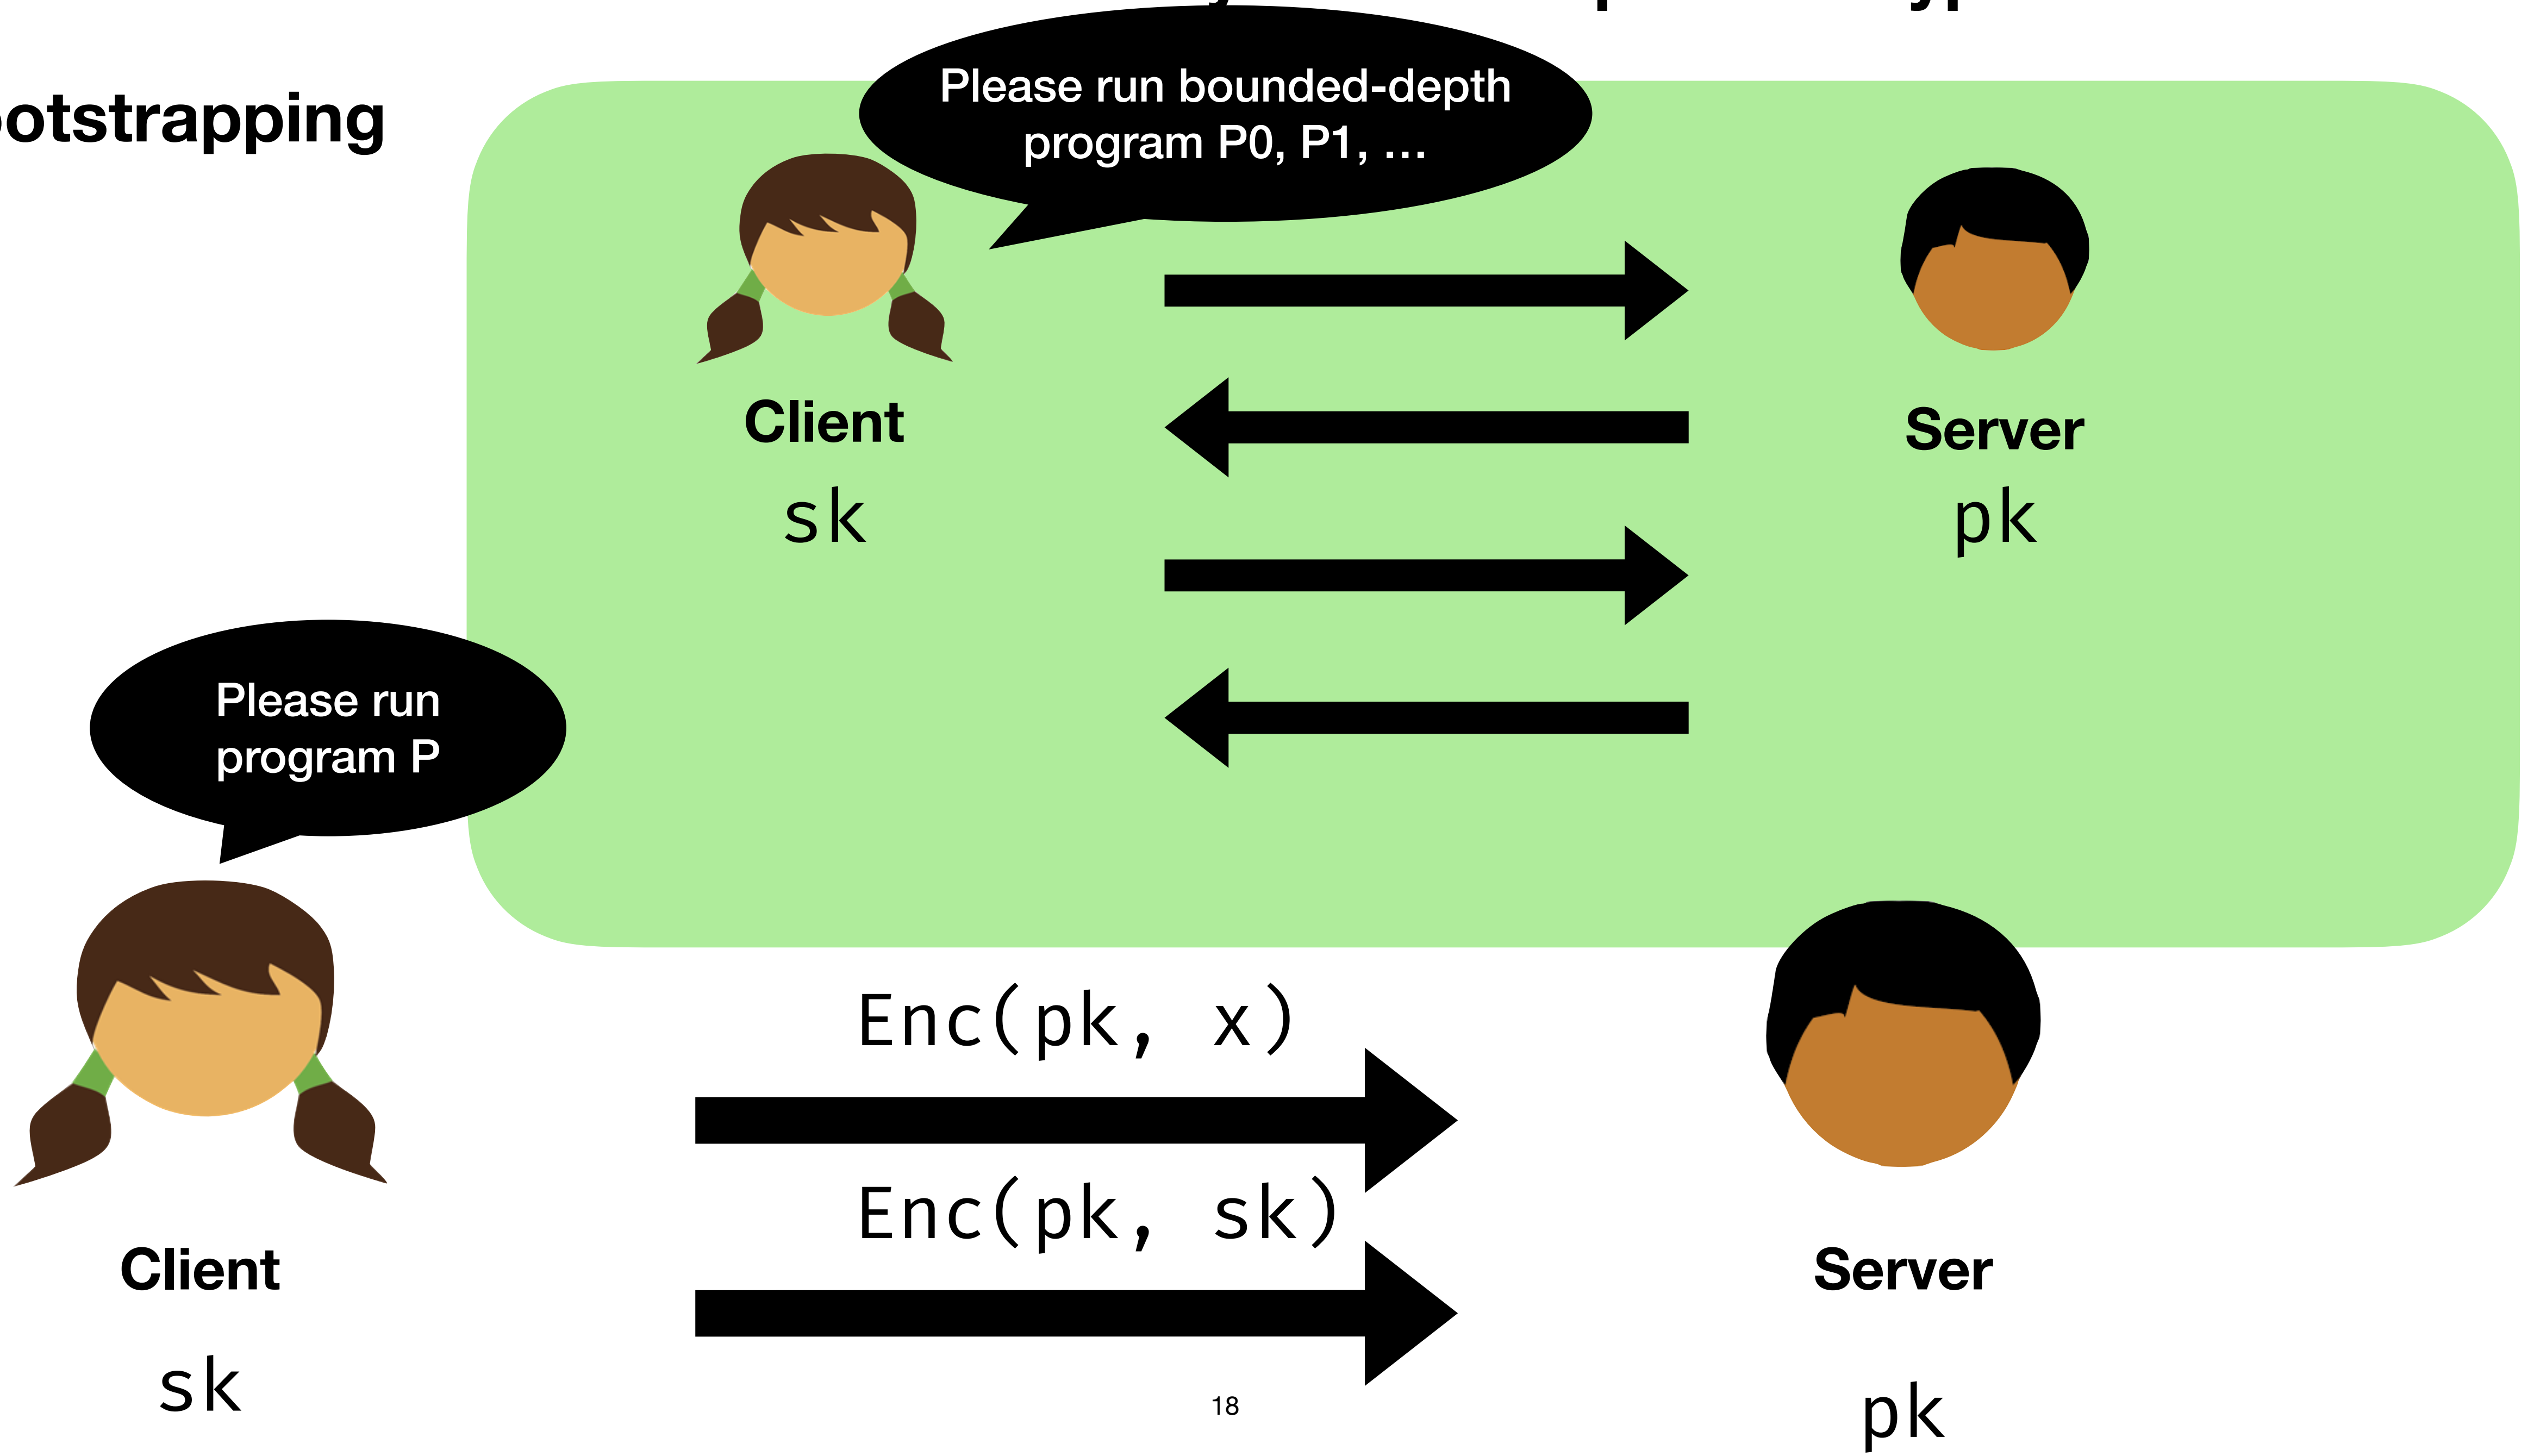 Please run bounded-depth
program P0, P1, …
Client
sk
Server
pk
Please run
program P
Enc(pk, x)
Enc(pk, sk)
Client
sk
Server
pk
18